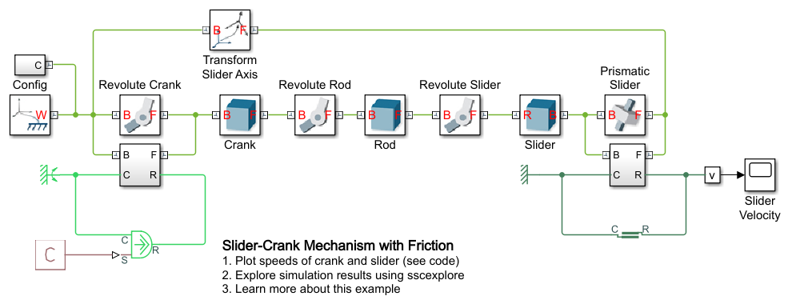 B F
Transform
Slider Axis
C
Config
Revolute Crank
Revolute Rod
Revolute Slider
Prismatic
Slider
W
B F
B F
B F
B F
B F
R B
B F
Crank
Rod
Slider
B F
C R
B F
C R
v
Slider
Velocity
C
S
R
C
C R
Slider-Crank Mechanism with Friction
1. Plot speeds of crank and slider (see code)
2. Explore simulation results using sscexplore
3. Learn more about this example